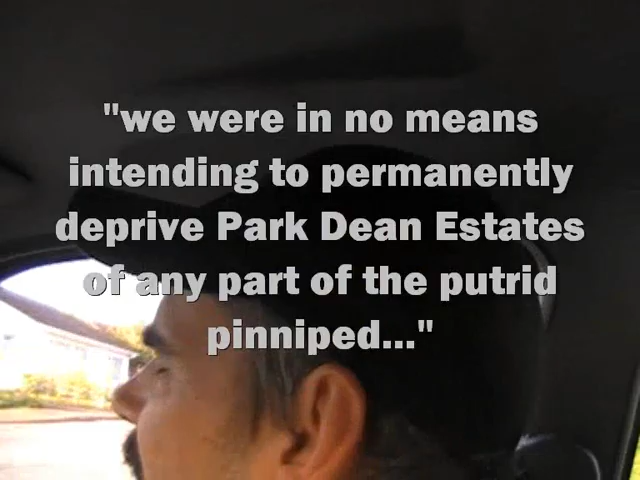 "we were in no means
intending to permanently
deprive Park Dean Estates
of any part of the putrid
pinniped..."